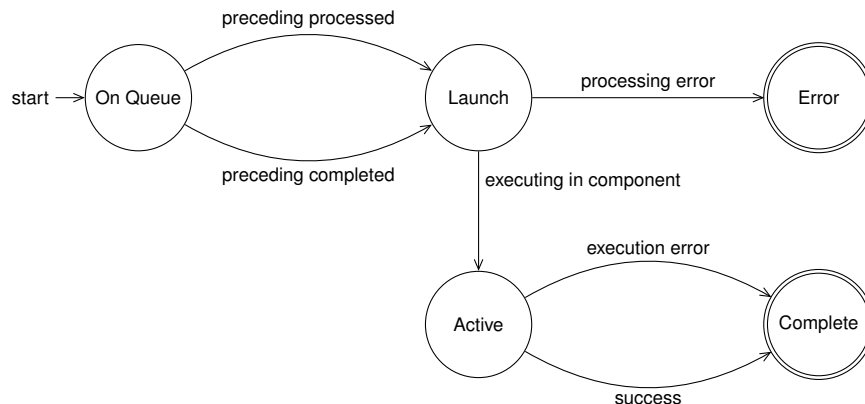 preceding processed
start
On Queue
Launch
processing error
Error
preceding completed
executing in component
execution error
Active
Complete
success